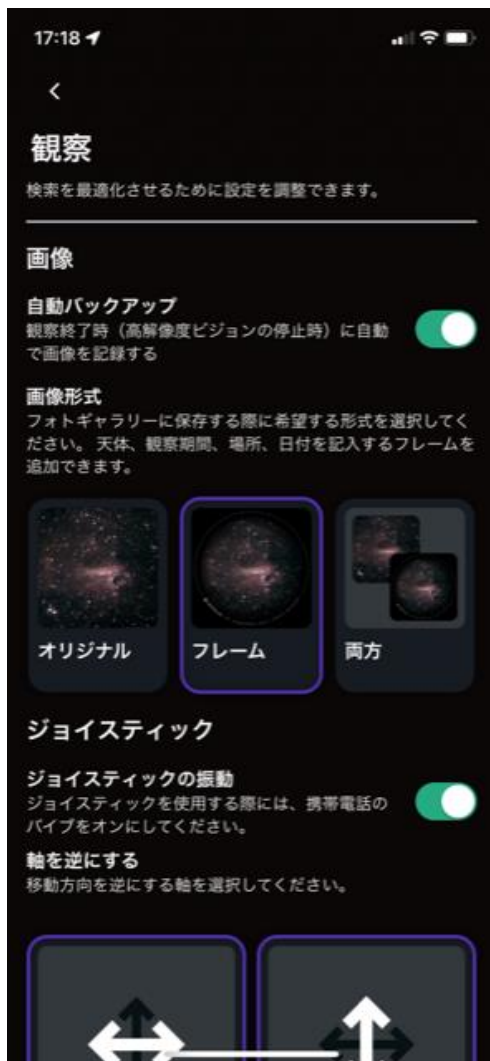 17:18
観察
検索を最適化させるために設定を調整できます。
画像
自動バックアップ
観察終了時（高解像度ビジョンの停止時）に自動
で画像を記録する
画像形式
フォトギャラリーに保存する際に希望する形式を選択してく
ださい。 天体、観察期間、場所、日付を記入するフレームを
追加できます。
オリジナル
フレーム
両方
ジョイスティック
ジョイスティックの振動
ジョイスティックを使用する際には、携帯電話の
バイブをオンにしてください。
軸を逆にする
移動方向を逆にする軸を選択してください。